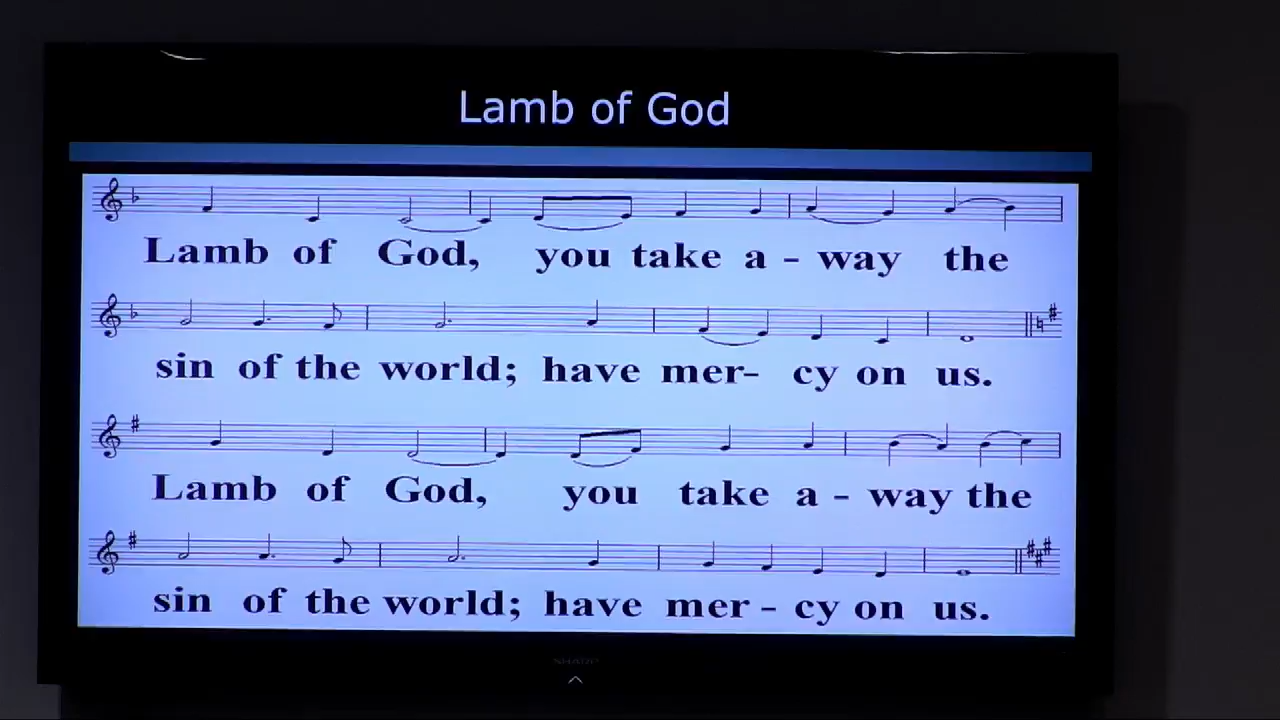 Lamb of God
Lamb of God, you take a - way the
sin of the world; have mer- cy on us.
Lamb of God, you take a - way the
sin of the world; have mer - cy on us.
SHARP